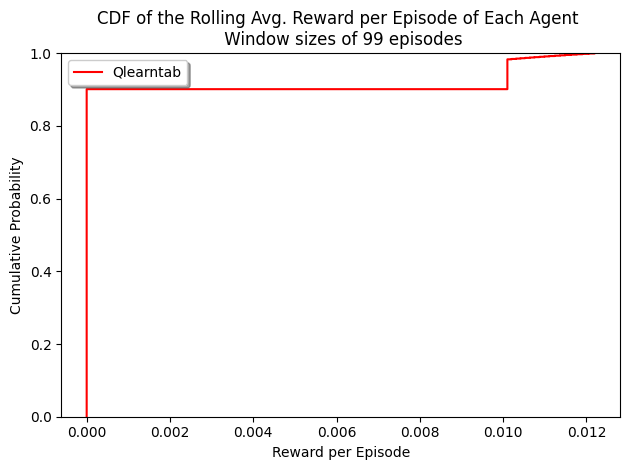 CDF of the Rolling Avg. Reward per Episode of Each Agent
Window sizes of 99 episodes
Qlearntab
Cumulative Probability
1.0
0.8
0.6
0.4
0.2
0.0
0.000 0.002 0.004 0.006 0.008 0.010 0.012
Reward per Episode